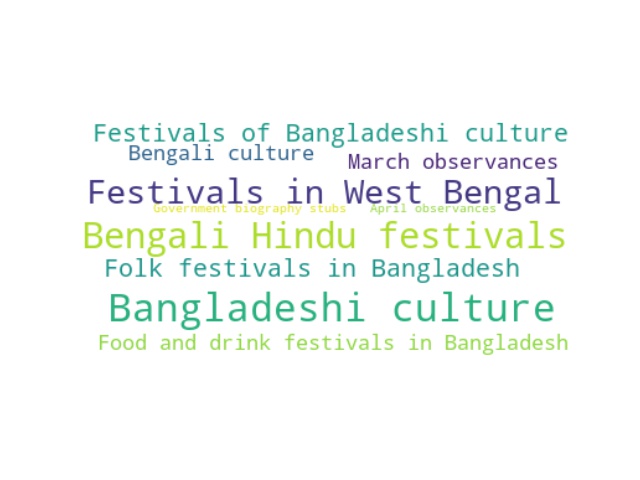 Festivals of Bangladeshi culture
Bengali culture
March observances
Festivals in West Bengal
Government biography stubs
April observances
Bengali Hindu festivals
Folk festivals in Bangladesh
Bangladeshi culture
Food and drink festivals in Bangladesh